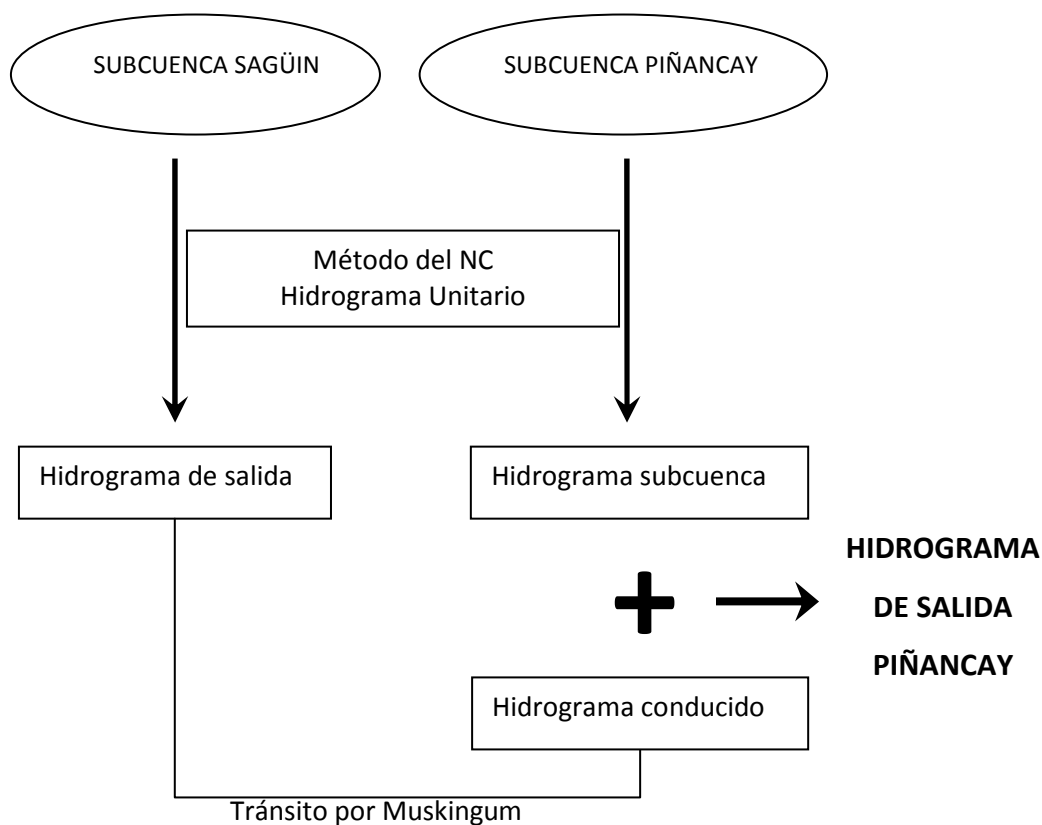 SUBCUENCA SAGÜIN
SUBCUENCA PIÑANCAY
Método del NC
Hidrograma Unitario
Hidrograma de salida
Hidrograma subcuenca
HIDROGRAMA
DE SALIDA
PIÑANCAY
Hidrograma conducido
Tránsito por Muskingum